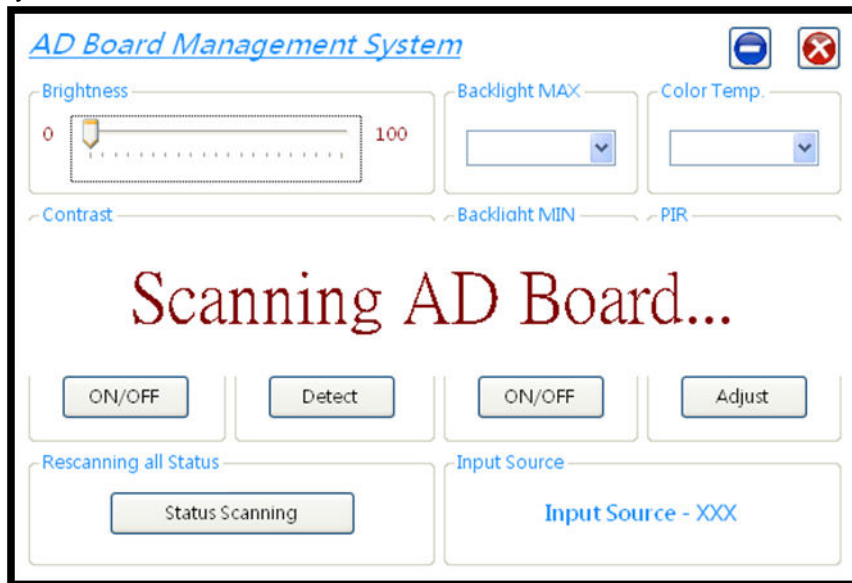 AD Board Management System
Brightness
Backlight MAX
Color Temp.
0
100
Contrast
Backlight MIN
PIR
Scanning AD Board...
ON/OFF
Detect
ON/OFF
Adjust
Rescanning all Status
Input Source
Status Scanning
Input Source - XXX